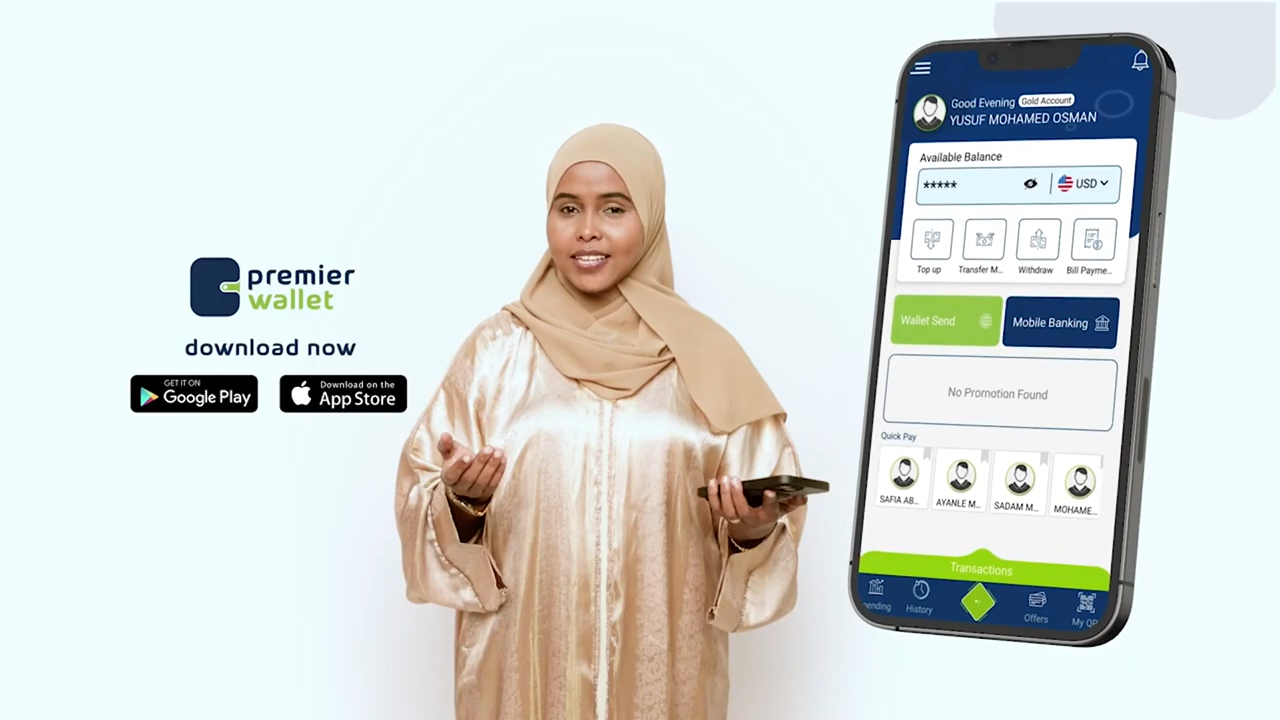 premier
wallet
download now
GET IT ON
Google Play
Download on the
App Store
Good Evening
Gold Account
YUSUF MOHAMED OSMAN
Available Balance
*****
USD
Top up
Transfer M...
Withdraw
Bill Payme...
Wallet Send
Mobile Banking
No Promotion Found
Quick Pay
SAFIA AB...
AYANLE M...
SADAM M...
MOHAME...
Transactions
ending
History
Offers
My QR